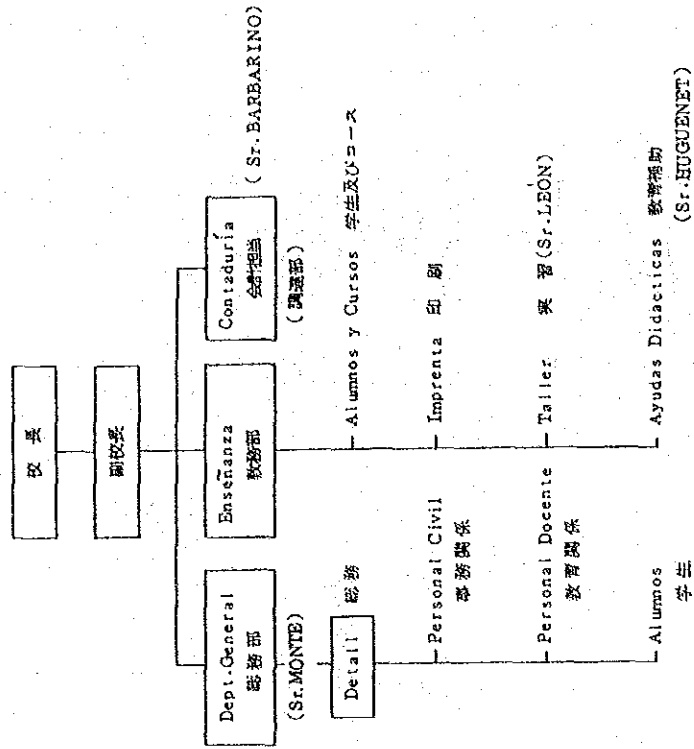 校 長
副校長
Dept.General
総務部
(Sr.MONTE)
Enseñanza
教務部
Contaduría
会計担当
(調達部)
( Sr.BARBARINO)
Detall 総務
Personal Civil
事務関係
Personal Docente
教育関係
Alumnos
学生
Alumnos y Cursos 学生及びコース
Imprenta 印 刷
Taller 実 習(Sr.LEÓN)
Ayudas Didacticas 教育補助
(Sr.HUGUENET)